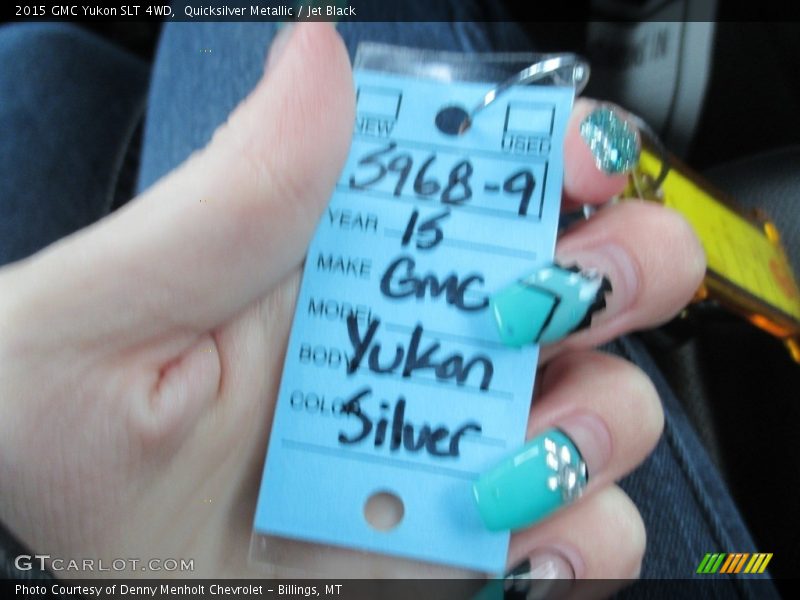 2015 GMC Yukon SLT 4WD, Quicksilver Metallic / Jet Black
NEW USED
5968-9
YEAR 15
MAKE GMC
MODEL
BODY Yukon
COLOR Silver
GTCARLOT.COM
Photo Courtesy of Denny Menholt Chevrolet - Billings, MT